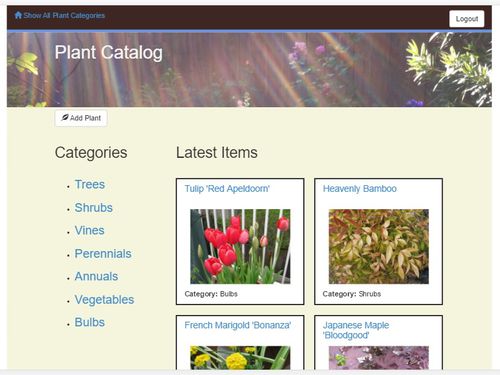 Show All Plant Categories
Logout
Plant Catalog
Add Plant
Categories
Trees
Shrubs
Vines
Perennials
Annuals
Vegetables
Bulbs
Latest Items
Tulip 'Red Apeldoorn'
Category: Bulbs
Heavenly Bamboo
Category: Shrubs
French Marigold 'Bonanza'
Japanese Maple
'Bloodgood'